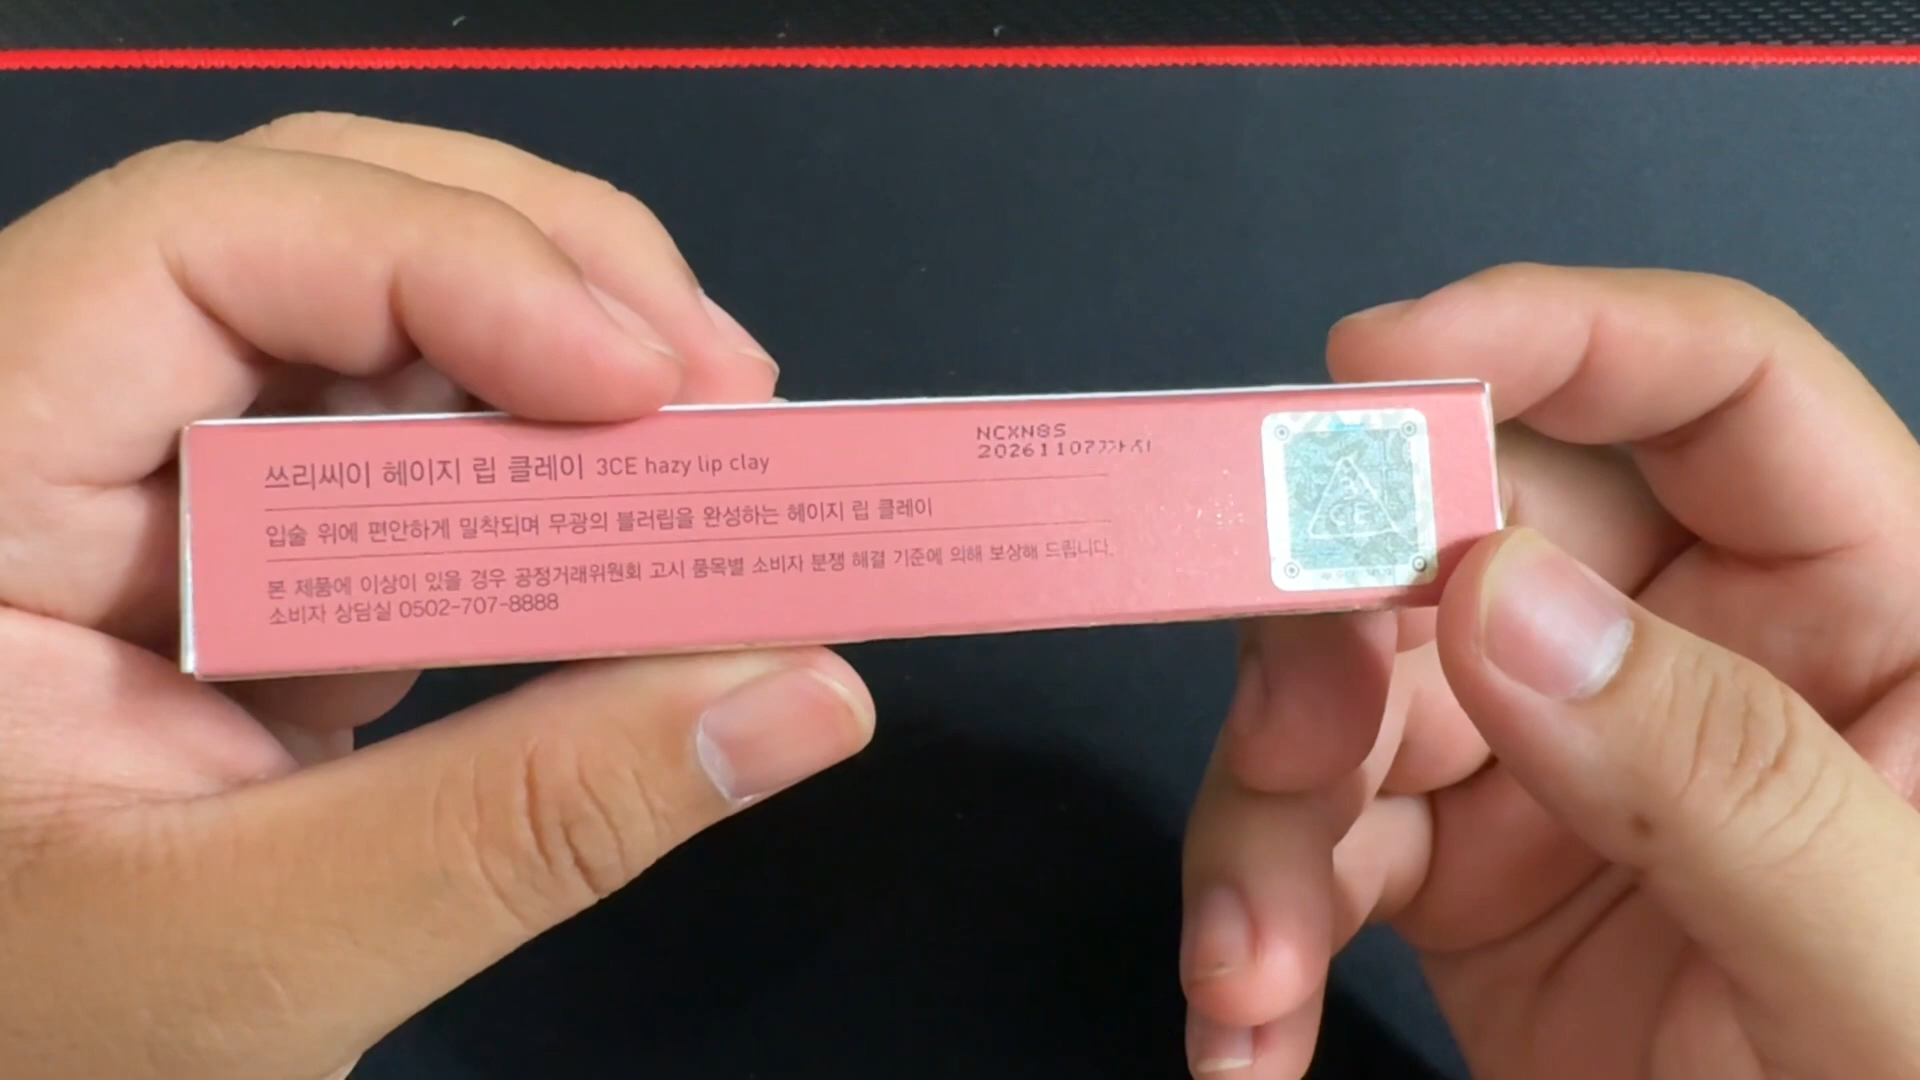 쓰리씨이 헤이지 립 클레이 3CE hazy lip clay
NCXN8S
20261107까지
입술 위에 편안하게 밀착되며 무광의 블러립을 완성하는 헤이지 립 클레이
본 제품에 이상이 있을 경우 공정거래위원회 고시 품목별 소비자 분쟁 해결 기준에 의해 보상해 드립니다.
소비자 상담실 0502-707-8888
3
CE